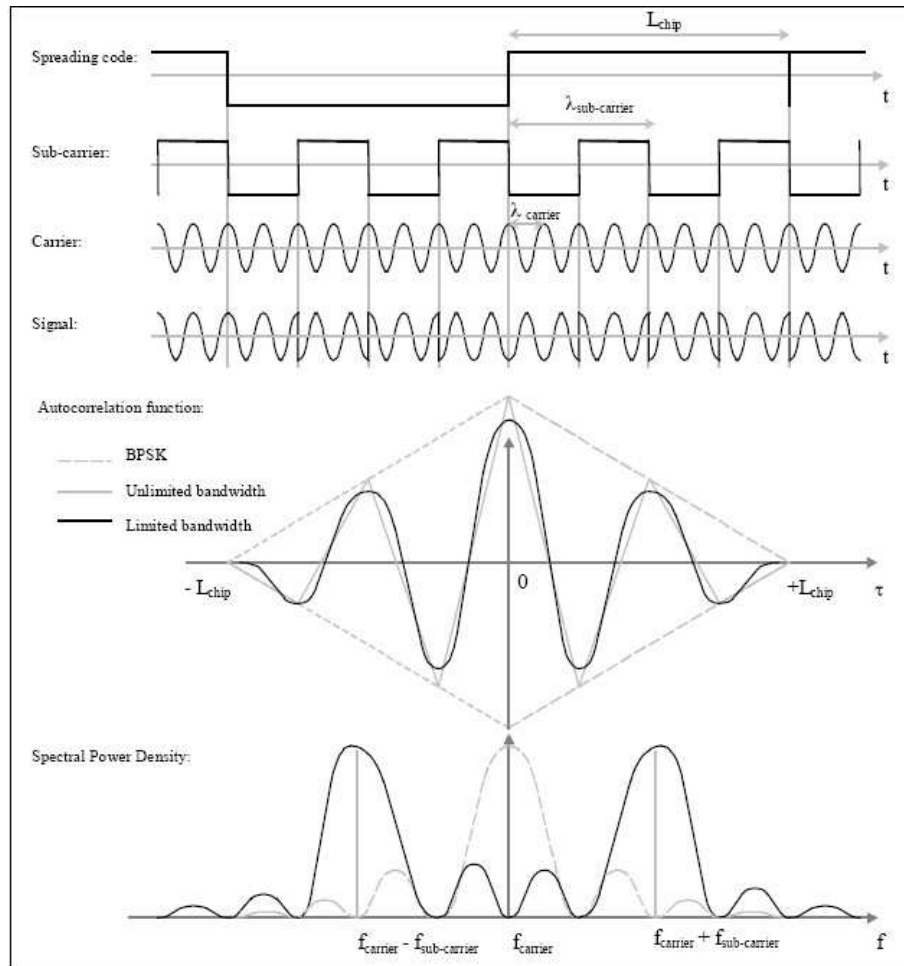 L_chip
Spreading code:
t
λ_sub-carrier
Sub-carrier:
t
λ_carrier
Carrier:
t
Signal:
t
Autocorrelation function:
BPSK
Unlimited bandwidth
Limited bandwidth
- L_chip
0
+L_chip
τ
Spectral Power Density:
f_carrier - f_sub-carrier
f_carrier
f_carrier + f_sub-carrier
f